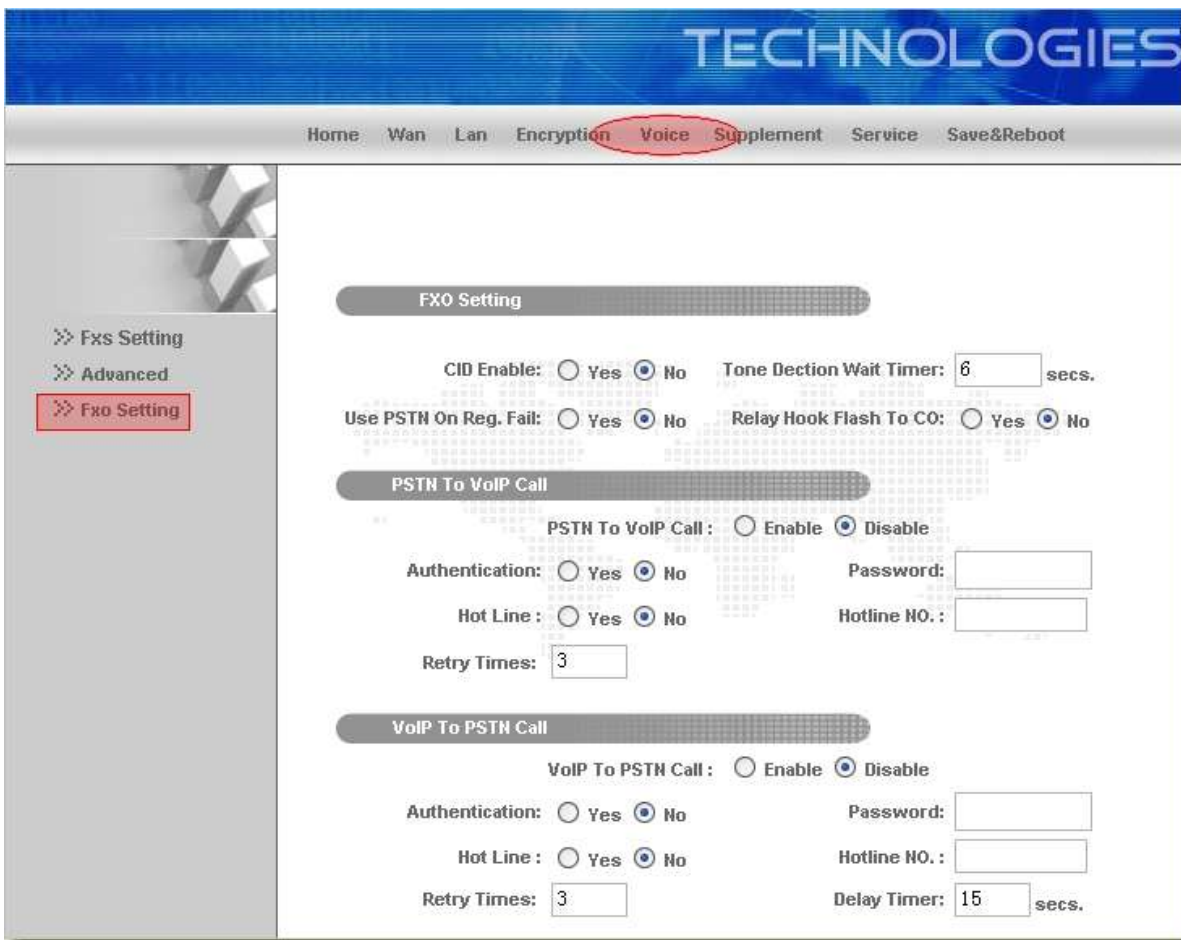 TECHNOLOGIES
Home Wan Lan Encryption Voice Supplement Service Save&Reboot
>> Fxs Setting
>> Advanced
>> Fxo Setting
FXO Setting
CID Enable: Yes No Tone Dection Wait Timer: 6 secs.
Use PSTN On Reg. Fail: Yes No Relay Hook Flash To CO: Yes No
PSTN To VoIP Call
PSTN To VoIP Call : Enable Disable
Authentication: Yes No Password:
Hot Line : Yes No Hotline NO. :
Retry Times: 3
VoIP To PSTN Call
VoIP To PSTN Call : Enable Disable
Authentication: Yes No Password:
Hot Line : Yes No Hotline NO. :
Retry Times: 3 Delay Timer: 15 secs.